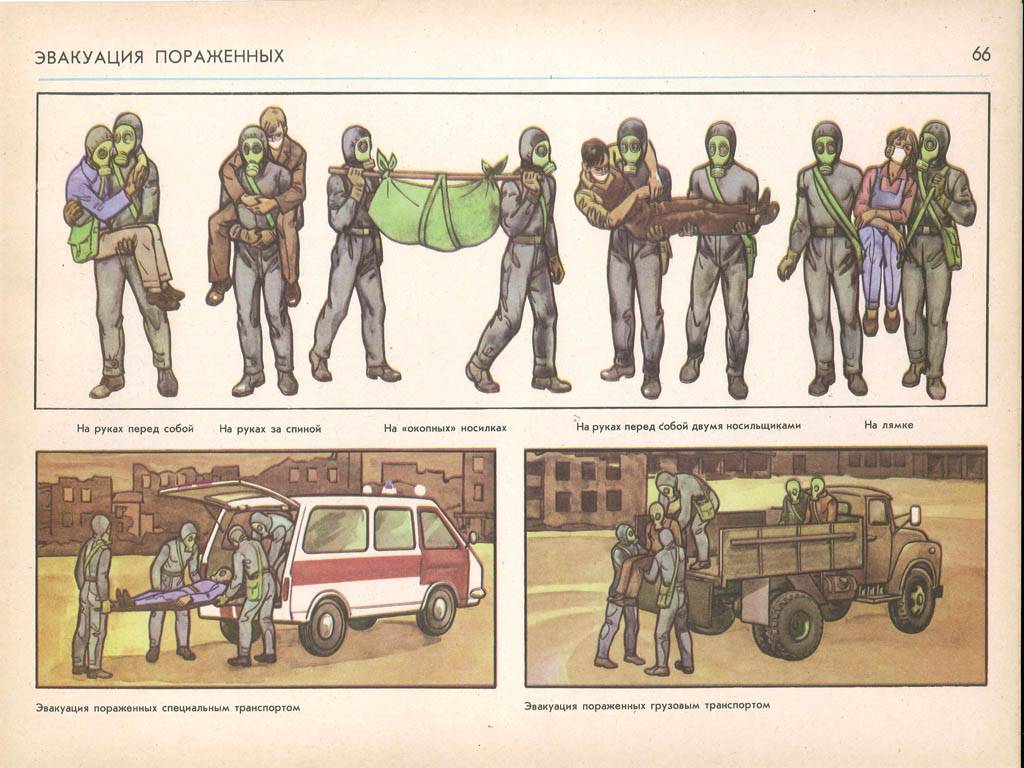 ЭВАКУАЦИЯ ПОРАЖЕННЫХ
66
На руках перед собой
На руках за спиной
На «окопных» носилках
На руках перед собой двумя носильщиками
На лямке
Эвакуация пораженных специальным транспортом
Эвакуация пораженных грузовым транспортом